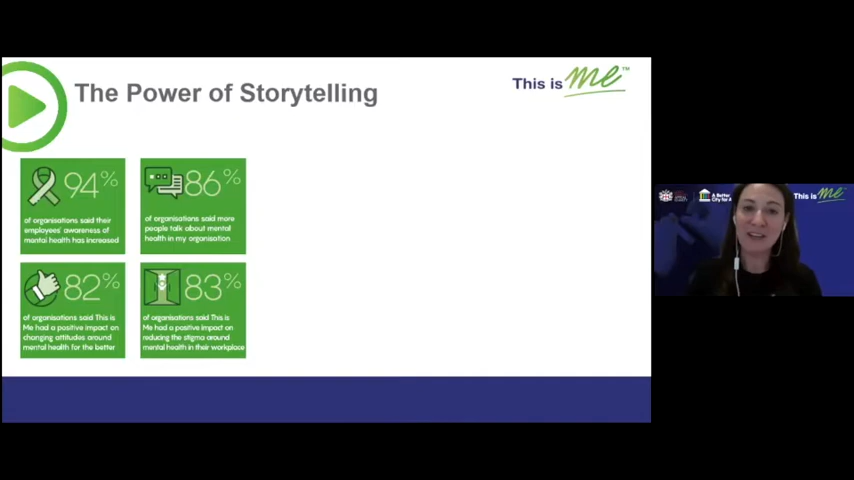 The Power of Storytelling
This is me™
94%
of organisations said their
employees' awareness of
mental health has increased
86%
of organisations said more
people talk about mental
health in my organisation
82%
of organisations said This is
Me had a positive impact on
changing attitudes around
mental health for the better
83%
of organisations said This is
Me had a positive impact on
reducing the stigma around
mental health in their workplace
A Better
City for A
This is me